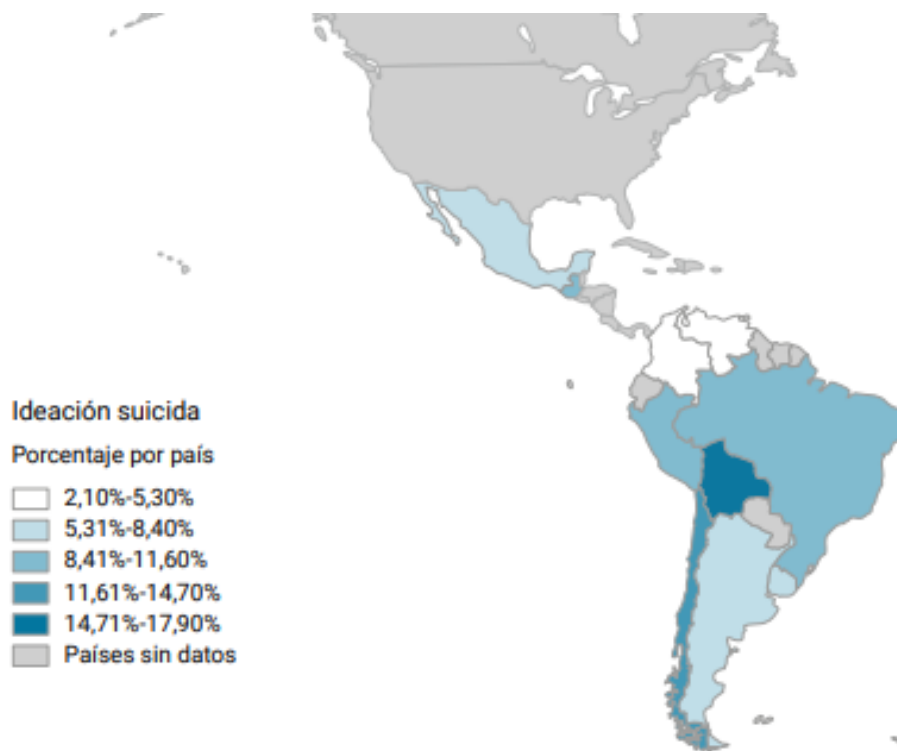 Ideación suicida
Porcentaje por país
2,10%-5,30%
5,31%-8,40%
8,41%-11,60%
11,61%-14,70%
14,71%-17,90%
Países sin datos